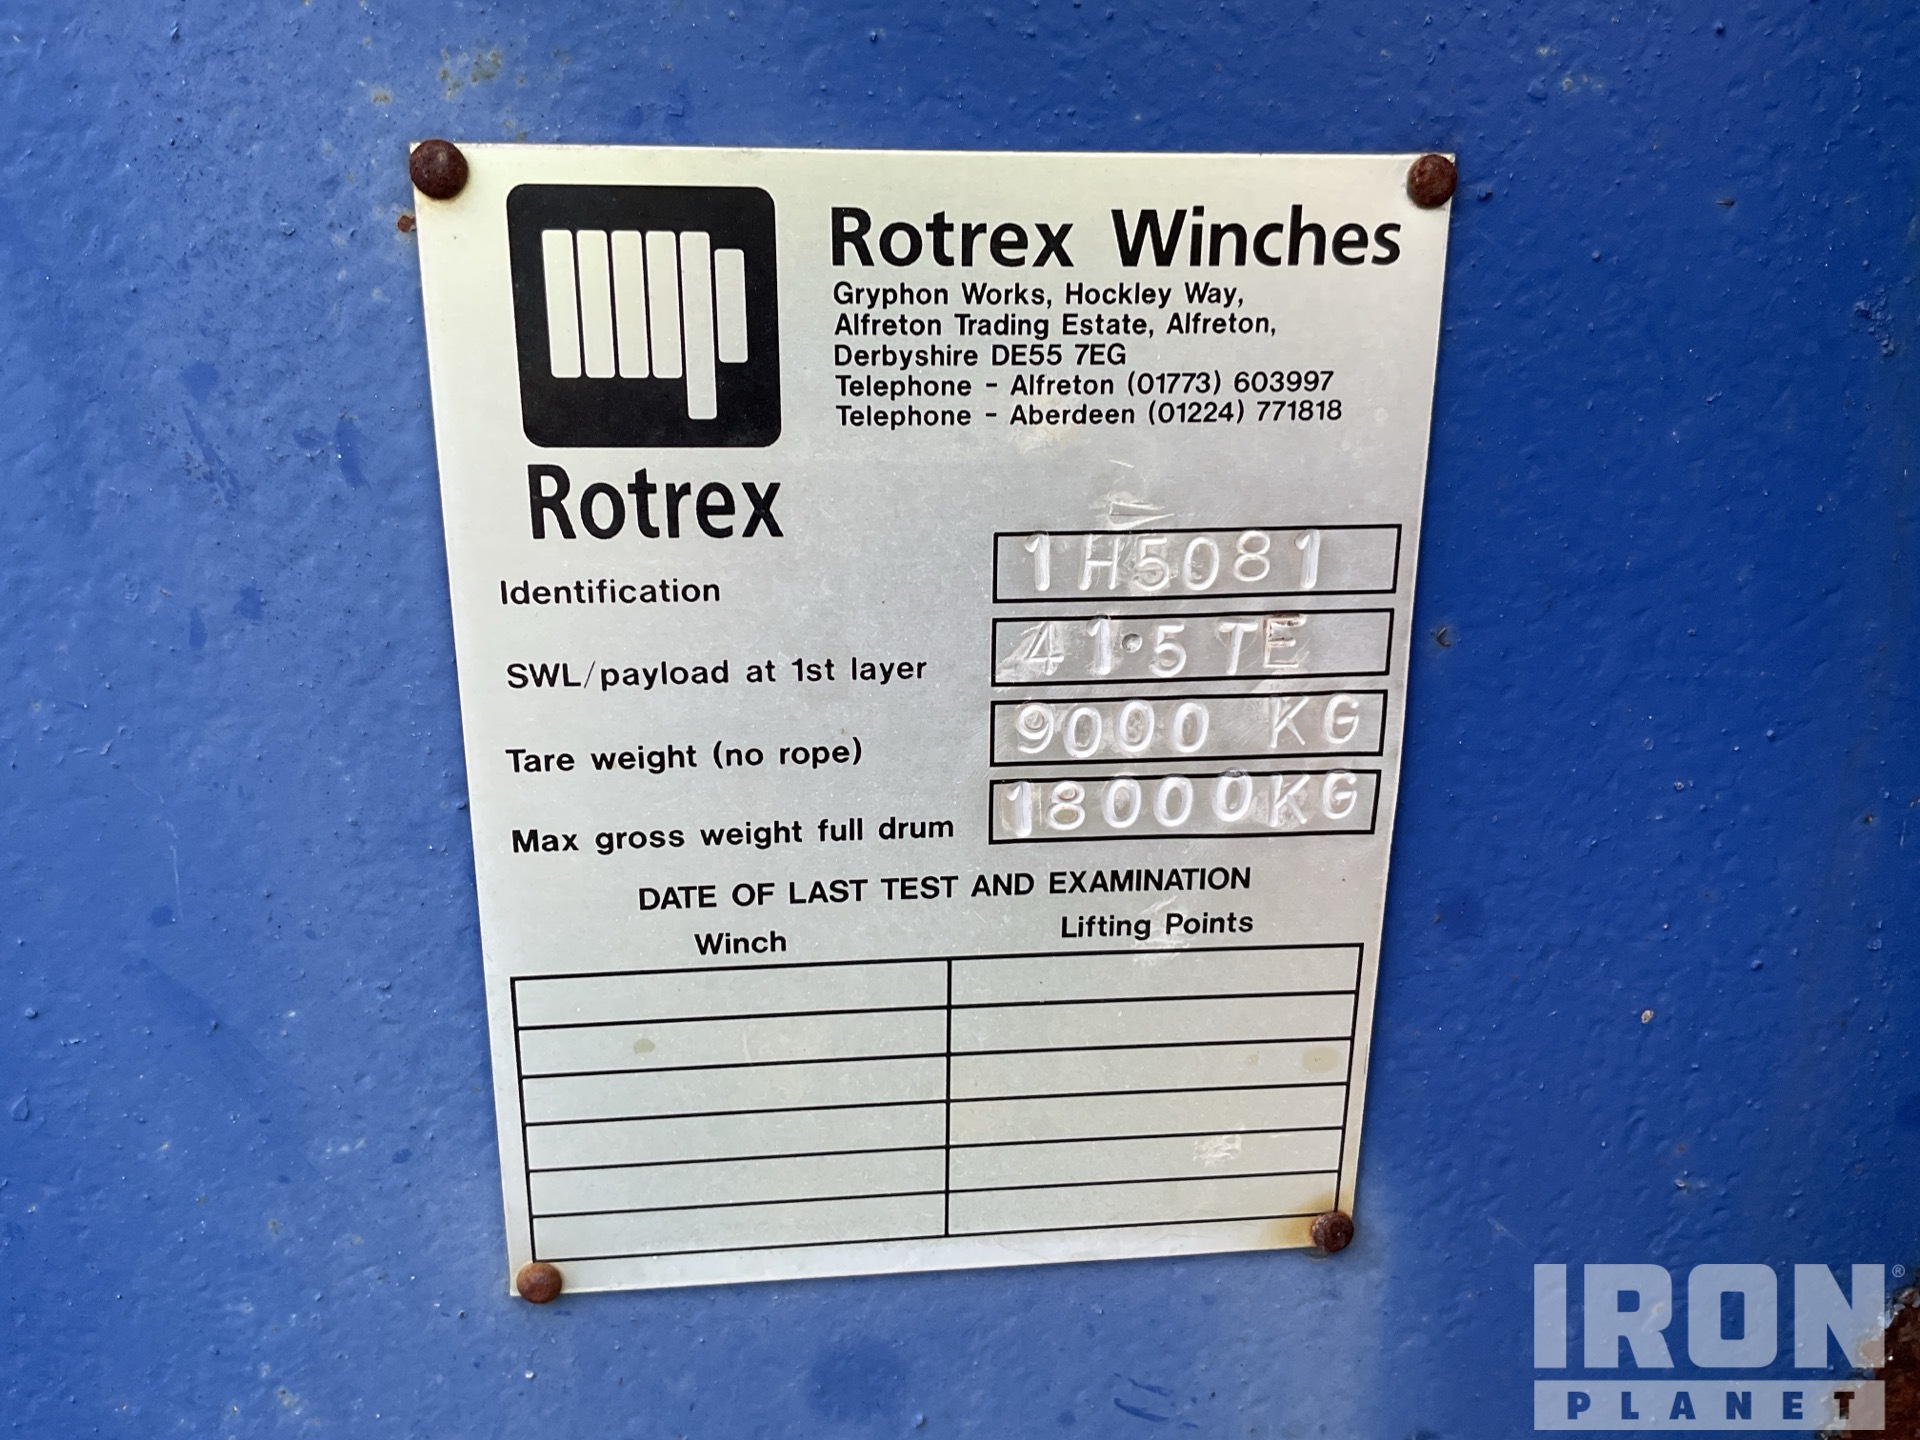 Rotrex Winches
Gryphon Works, Hockley Way,
Alfreton Trading Estate, Alfreton,
Derbyshire DE55 7EG
Telephone - Alfreton (01773) 603997
Telephone - Aberdeen (01224) 771818
Rotrex
Identification 1H5081
SWL/payload at 1st layer 41·5 TE
Tare weight (no rope) 9000 KG
Max gross weight full drum 18000KG
DATE OF LAST TEST AND EXAMINATION
Winch Lifting Points
IRON®
PLANET